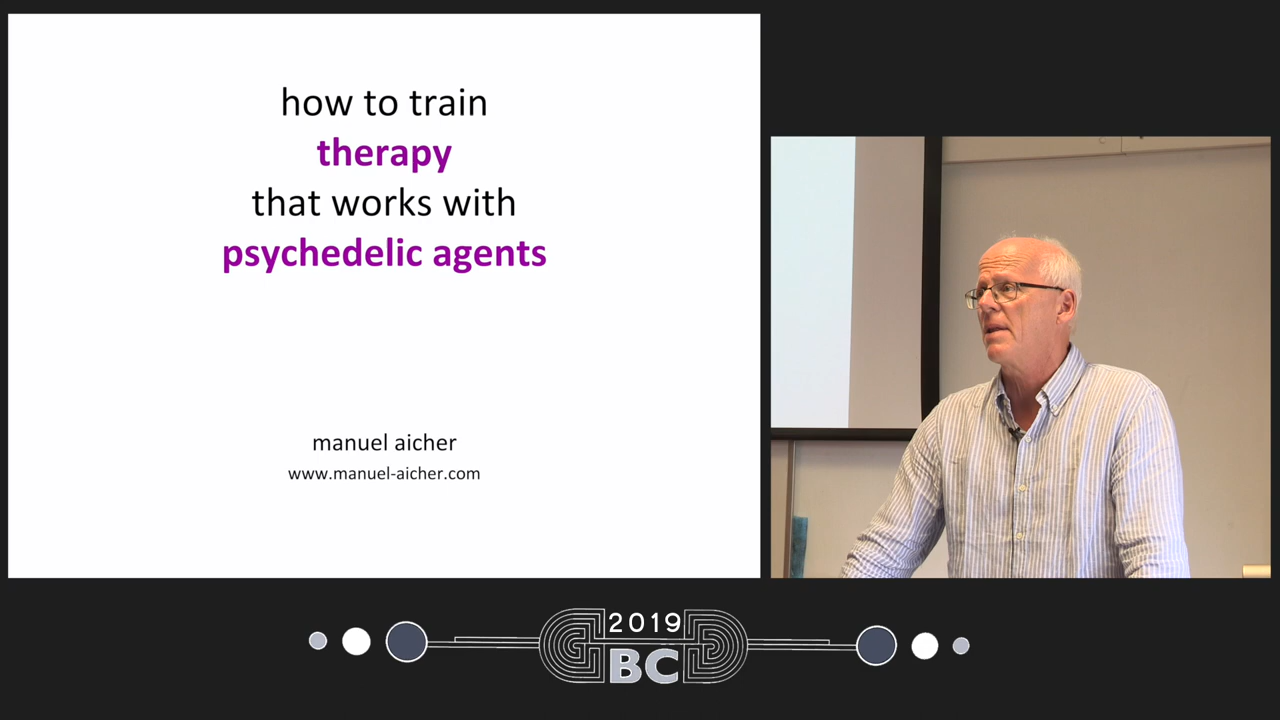 how to train
therapy
that works with
psychedelic agents
manuel aicher
www.manuel-aicher.com
2019
BC